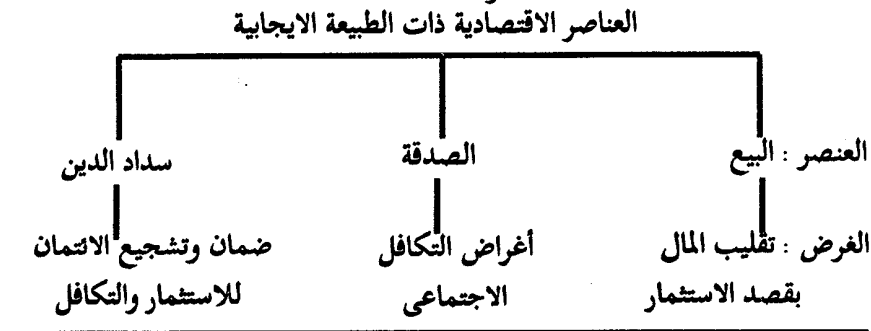 العناصر الاقتصادية ذات الطبيعة الايجابية
العنصر : البيع
الصدقة
سداد الدين
الغرض : تقليب المال
بقصد الاستثمار
أغراض التكافل
الاجتماعى
ضمان وتشجيع الائتمان
للاستثمار والتكافل